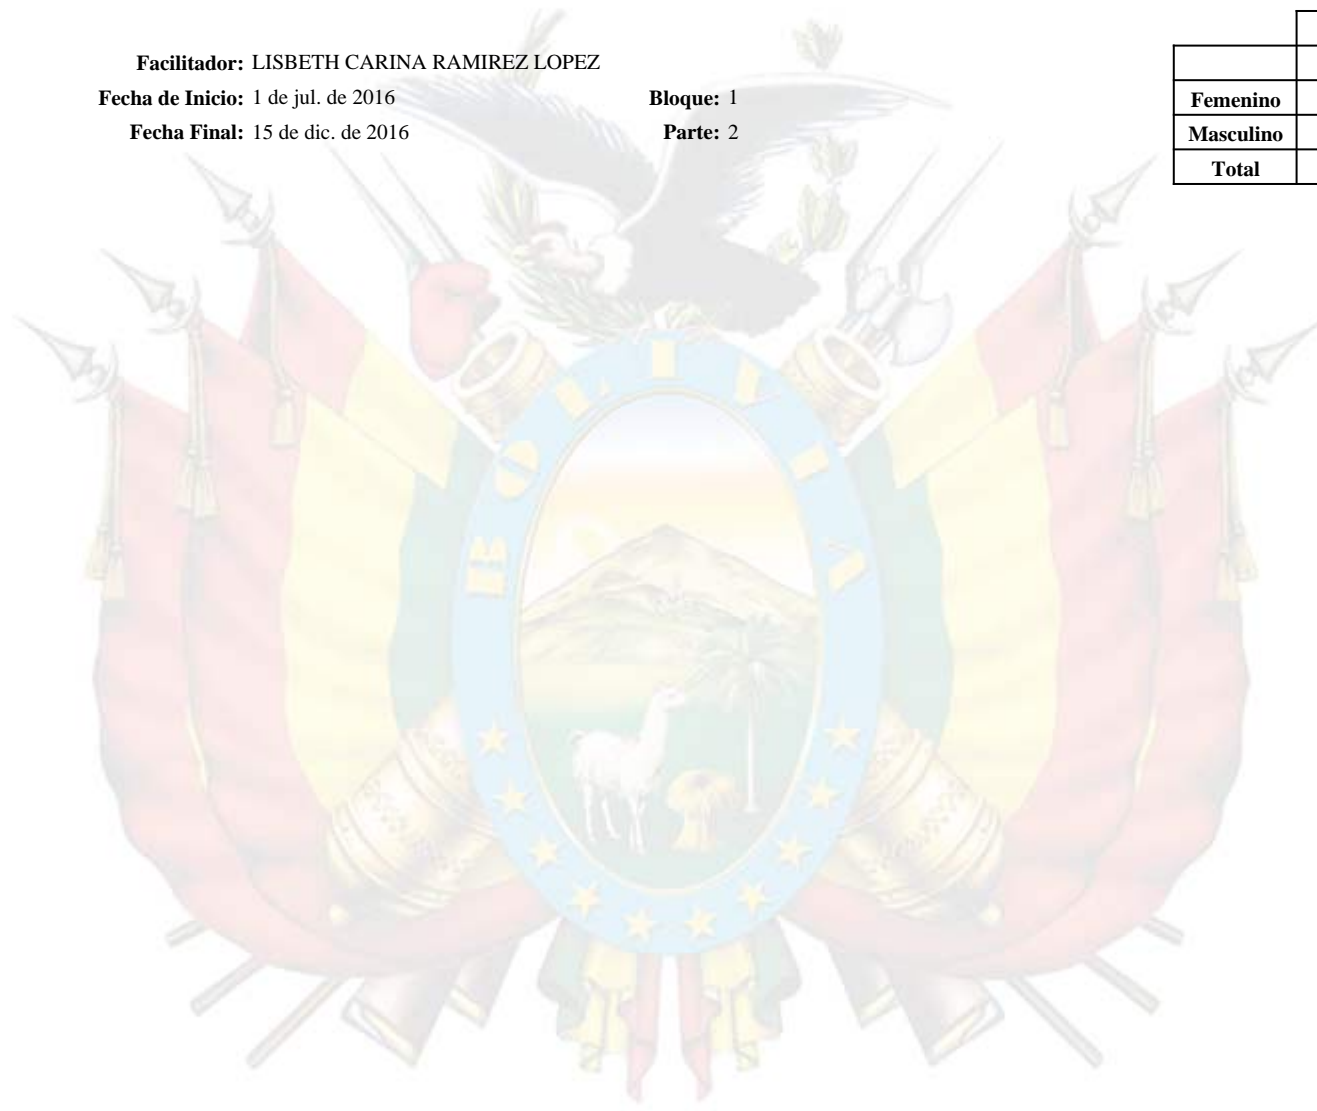 Facilitador: LISBETH CARINA RAMIREZ LOPEZ
Fecha de Inicio: 1 de jul. de 2016 Bloque: 1
Fecha Final: 15 de dic. de 2016 Parte: 2
Femenino
Masculino
Total
BOLIVIA